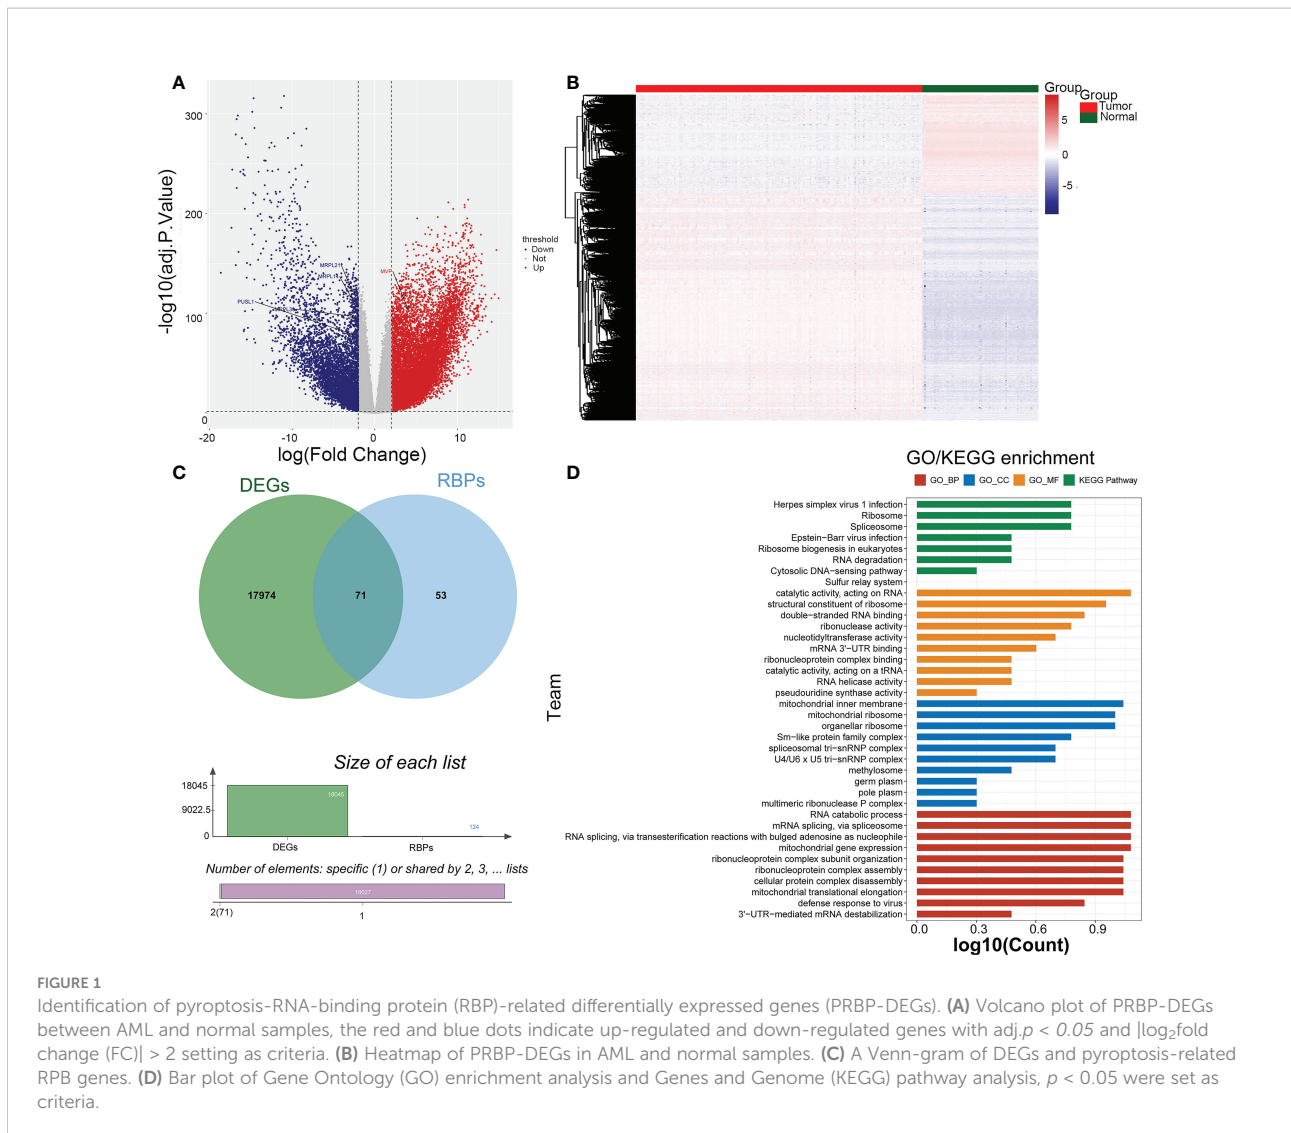 A
-log10(adj.P.Value)
300
200
100
0
-20
-10
0
10
log(Fold Change)
MRPL21
PUSL1
MVP
threshold
Down
Not
Up
B
Group
5
0
-5
Group
Tumor
Normal
C
DEGs
RBPs
17974
71
53
Size of each list
18045
9022.5
0
18045
124
DEGs
RBPs
Number of elements: specific (1) or shared by 2, 3, ... lists
18027
2(71)
1
D
GO/KEGG enrichment
GO_BP
GO_CC
GO_MF
KEGG Pathway
Team
Herpes simplex virus 1 infection
Ribosome
Spliceosome
Epstein−Barr virus infection
Ribosome biogenesis in eukaryotes
RNA degradation
Cytosolic DNA−sensing pathway
Sulfur relay system
catalytic activity, acting on RNA
structural constituent of ribosome
double−stranded RNA binding
ribonuclease activity
nucleotidyltransferase activity
mRNA 3'−UTR binding
ribonucleoprotein complex binding
catalytic activity, acting on a tRNA
RNA helicase activity
pseudouridine synthase activity
mitochondrial inner membrane
mitochondrial ribosome
organellar ribosome
Sm−like protein family complex
spliceosomal tri−snRNP complex
U4/U6 x U5 tri−snRNP complex
methylosome
germ plasm
pole plasm
multimeric ribonuclease P complex
RNA catabolic process
mRNA splicing, via spliceosome
RNA splicing, via transesterification reactions with bulged adenosine as nucleophile
mitochondrial gene expression
ribonucleoprotein complex subunit organization
ribonucleoprotein complex assembly
cellular protein complex disassembly
mitochondrial translational elongation
defense response to virus
3'−UTR−mediated mRNA destabilization
0.0
0.3
0.6
0.9
log10(Count)
FIGURE 1
Identification of pyroptosis-RNA-binding protein (RBP)-related differentially expressed genes (PRBP-DEGs). (A) Volcano plot of PRBP-DEGs
between AML and normal samples, the red and blue dots indicate up-regulated and down-regulated genes with adj.p < 0.05 and |log₂fold
change (FC)| > 2 setting as criteria. (B) Heatmap of PRBP-DEGs in AML and normal samples. (C) A Venn-gram of DEGs and pyroptosis-related
RPB genes. (D) Bar plot of Gene Ontology (GO) enrichment analysis and Genes and Genome (KEGG) pathway analysis, p < 0.05 were set as
criteria.